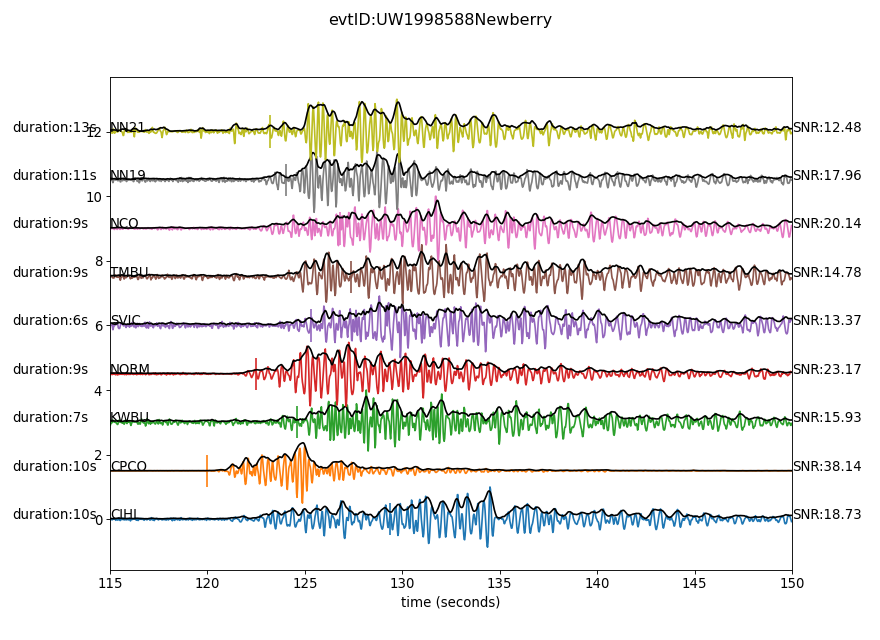 evtID:UW1998588Newberry
duration:13s NN21 SNR:12.48
12
duration:11s NN19 SNR:17.96
10
duration:9s NCO SNR:20.14
8
duration:9s TMBU SNR:14.78
duration:6s SVIC SNR:13.37
6
duration:9s NORM SNR:23.17
4
duration:7s KWBU SNR:15.93
2
duration:10s CPCO SNR:38.14
duration:10s CIHL SNR:18.73
0
115 120 125 130 135 140 145 150
time (seconds)